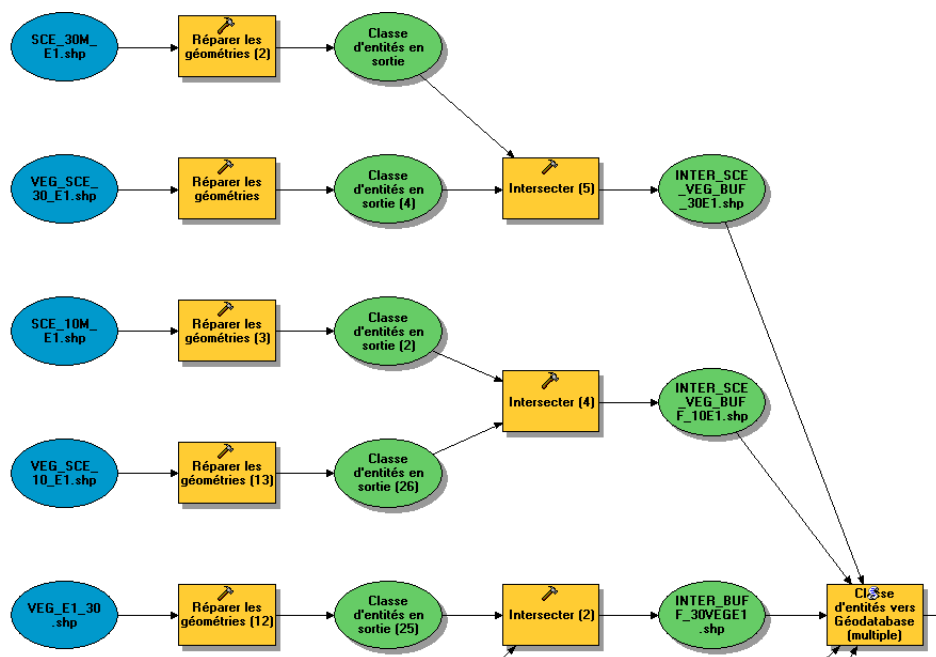 SCE_30M_
E1.shp
Réparer les
géométries (2)
Classe
d'entités en
sortie
VEG_SCE_
30_E1.shp
Réparer les
géométries
Classe
d'entités en
sortie (4)
Intersecter (5)
INTER_SCE
_VEG_BUF
_30E1.shp
SCE_10M_
E1.shp
Réparer les
géométries (3)
Classe
d'entités en
sortie (2)
Intersecter (4)
INTER_SCE
_VEG_BUF
F_10E1.shp
VEG_SCE_
10_E1.shp
Réparer les
géométries (13)
Classe
d'entités en
sortie (26)
VEG_E1_30
.shp
Réparer les
géométries (12)
Classe
d'entités en
sortie (25)
Intersecter (2)
INTER_BUF
F_30VEGE1
.shp
Classe
d'entités vers
Géodatabase
(multiple)